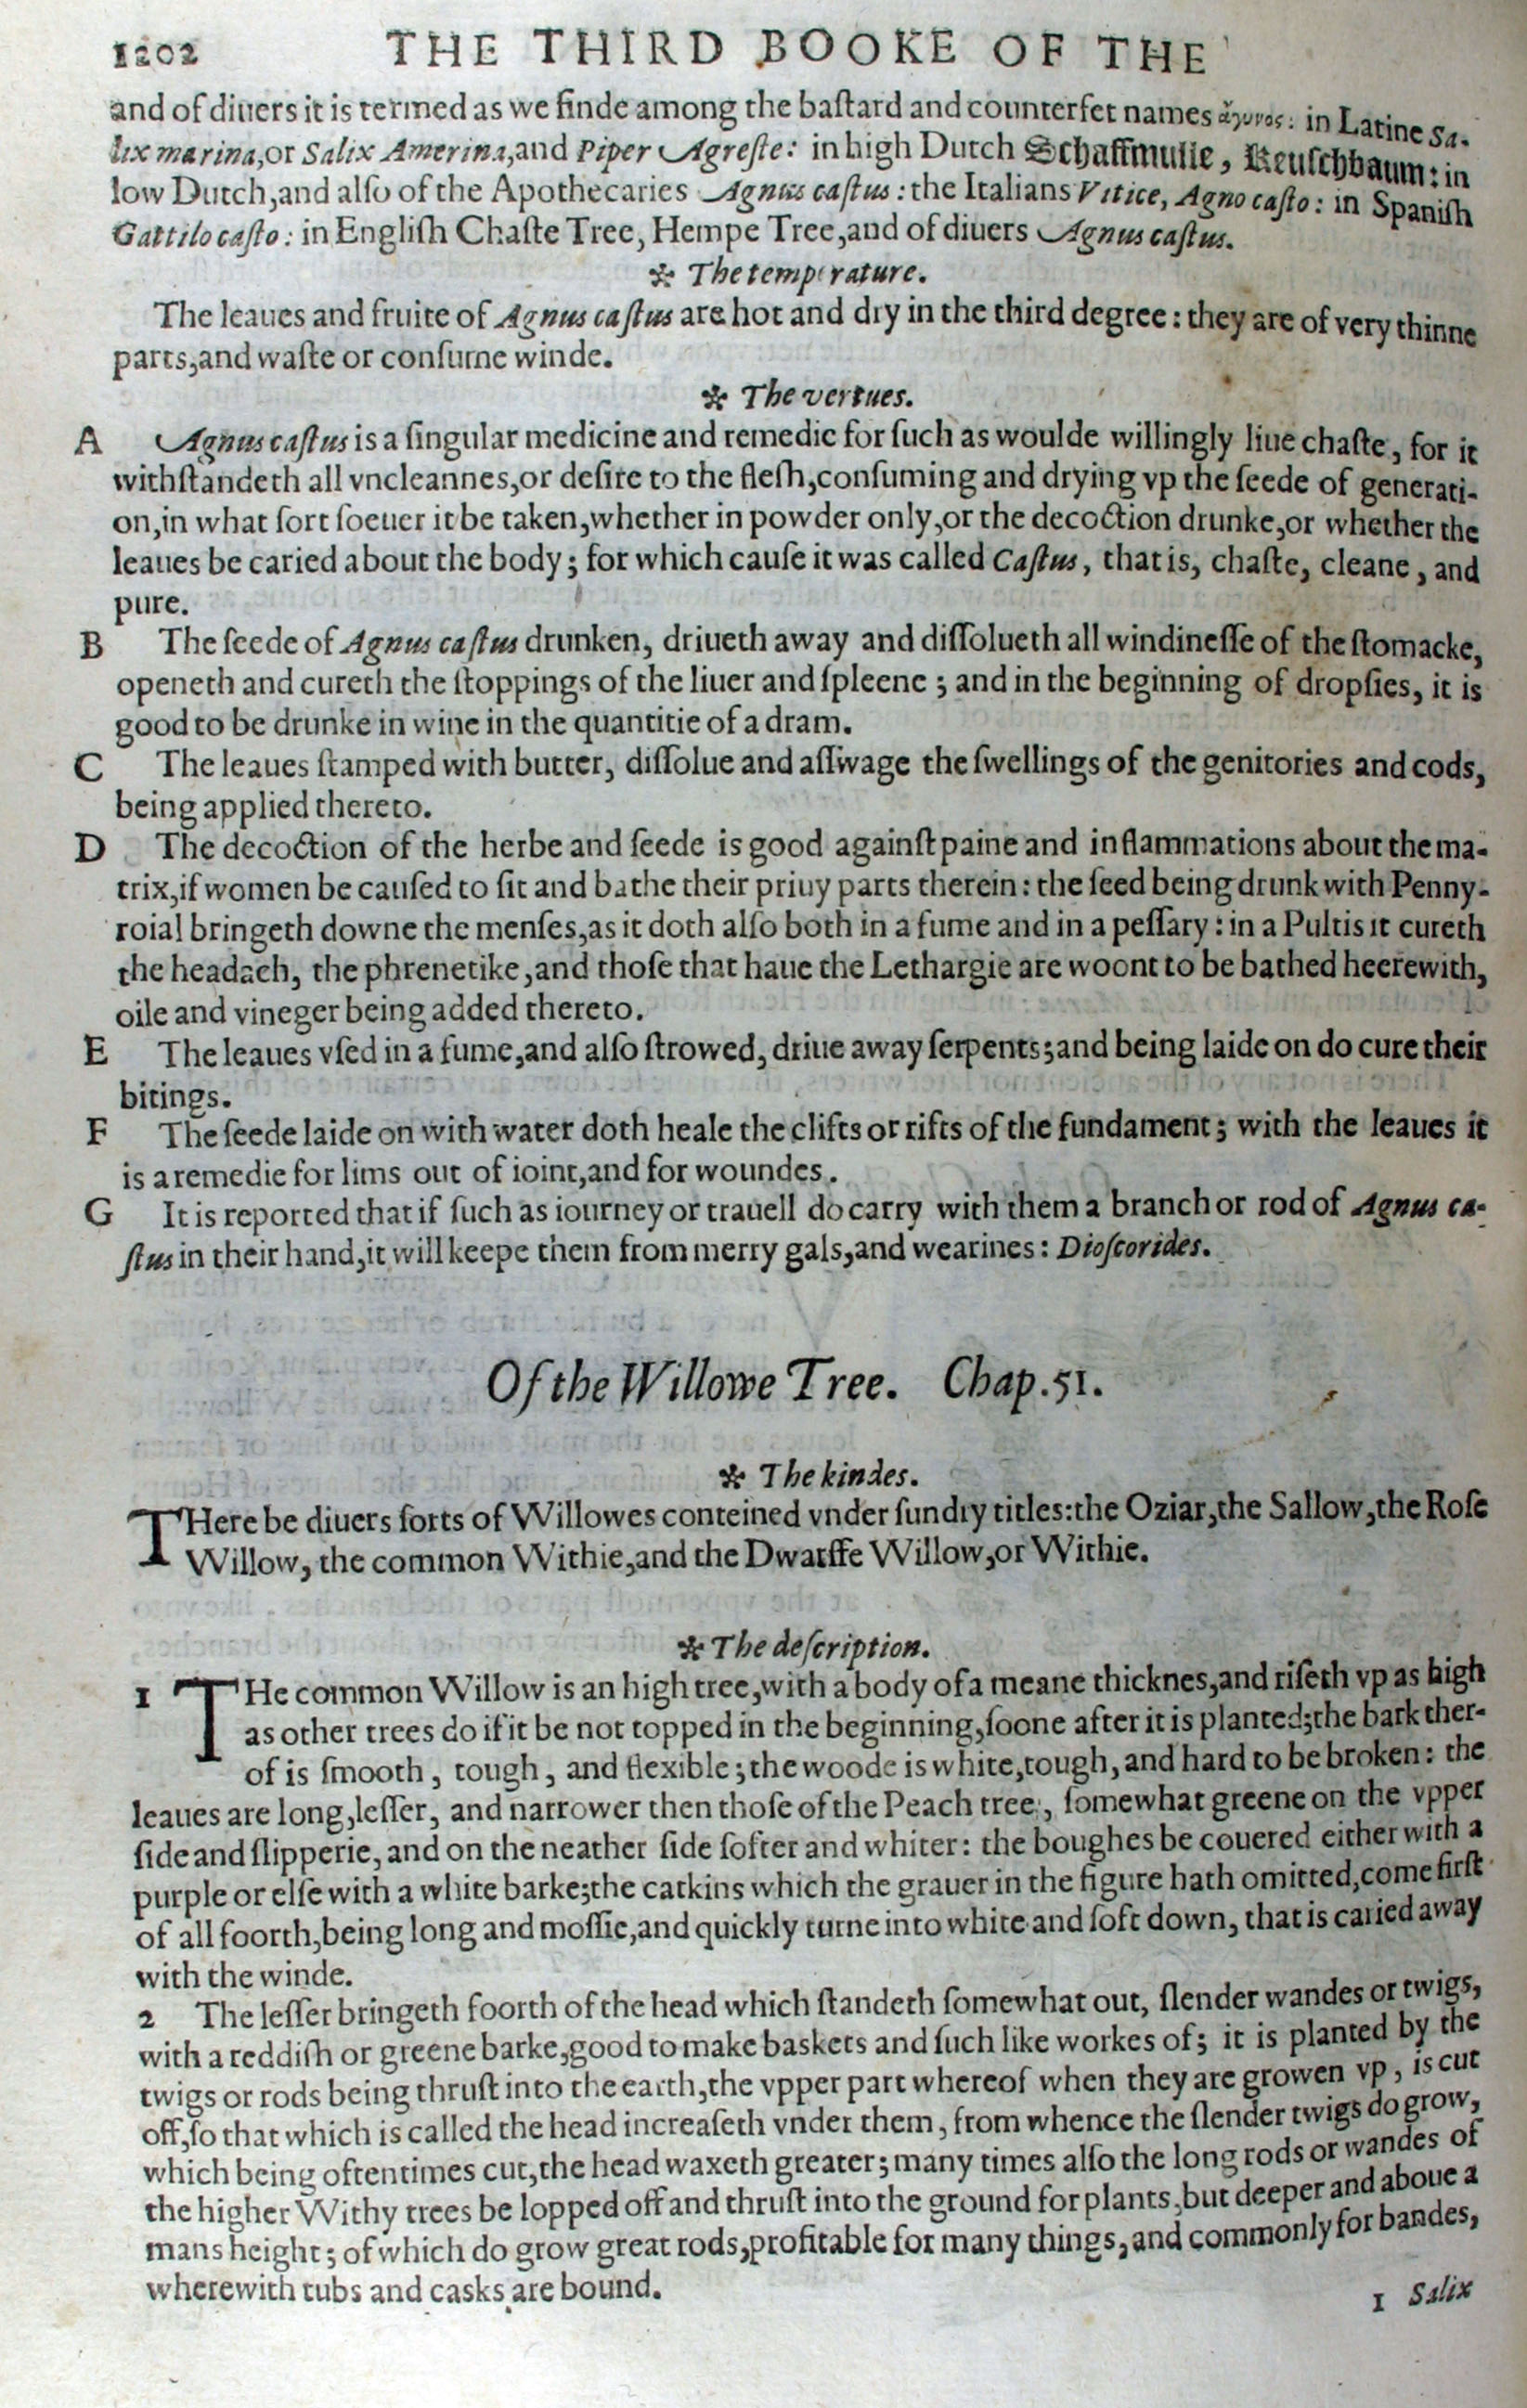 1202 THE THIRD BOOKE OF THE
and of diuers it is termed as we finde among the baſtard and counterfet names ἄγονος: in Latine Sa-
lix marina, or Salix Amerina, and Piper Agreſte: in high Dutch Schaffmulle, Keuſchbaum: in
low Dutch, and alſo of the Apothecaries Agnus caſtus: the Italians Vitice, Agno caſto: in Spaniſh
Gattilo caſto: in Engliſh Chaſte Tree, Hempe Tree, and of diuers Agnus caſtus.
* The temperature.
The leaues and fruite of Agnus caſtus are hot and dry in the third degree: they are of very thinne
parts, and waſte or conſume winde.
* The vertues.
A Agnus caſtus is a ſingular medicine and remedie for ſuch as woulde willingly liue chaſte, for it
withſtandeth all vncleannes, or deſire to the fleſh, conſuming and drying vp the ſeede of generati-
on, in what ſort ſoeuer it be taken, whether in powder only, or the decoction drunke, or whether the
leaues be caried about the body; for which cauſe it was called Caſtus, that is, chaſte, cleane, and
pure.
B The ſeede of Agnus caſtus drunken, driueth away and diſſolueth all windineſſe of the ſtomacke,
openeth and cureth the ſtoppings of the liuer and ſpleene; and in the beginning of dropſies, it is
good to be drunke in wine in the quantitie of a dram.
C The leaues ſtamped with butter, diſſolue and aſſwage the ſwellings of the genitories and cods,
being applied thereto.
D The decoction of the herbe and ſeede is good againſt paine and inflammations about the ma-
trix, if women be cauſed to ſit and bathe their priuy parts therein: the ſeed being drunk with Penny-
roial bringeth downe the menſes, as it doth alſo both in a fume and in a peſſary: in a Pultis it cureth
the headach, the phrenetike, and thoſe that haue the Lethargie are woont to be bathed heerewith,
oile and vineger being added thereto.
E The leaues vſed in a fume, and alſo ſtrowed, driue away ſerpents; and being laide on do cure their
bitings.
F The ſeede laide on with water doth heale the clifts or rifts of the fundament; with the leaues it
is a remedie for lims out of ioint, and for woundes.
G It is reported that if ſuch as iourney or trauell do carry with them a branch or rod of Agnus ca-
ſtus in their hand, it will keepe them from merry gals, and wearines: Dioſcorides.
Of the Willowe Tree. Chap. 51.
* The kindes.
THere be diuers ſorts of Willowes conteined vnder ſundry titles: the Oziar, the Sallow, the Roſe
Willow, the common Withie, and the Dwarffe Willow, or Withie.
* The deſcription.
1 THe common Willow is an high tree, with a body of a meane thicknes, and riſeth vp as high
as other trees do if it be not topped in the beginning, ſoone after it is planted; the bark ther-
of is ſmooth, tough, and flexible; the woode is white, tough, and hard to be broken: the
leaues are long, leſſer, and narrower then thoſe of the Peach tree, ſomewhat greene on the vpper
ſide and ſlipperie, and on the neather ſide ſofter and whiter: the boughes be couered either with a
purple or elſe with a white barke; the catkins which the grauer in the figure hath omitted, come firſt
of all foorth, being long and moſſie, and quickly turne into white and ſoft down, that is caried away
with the winde.
2 The leſſer bringeth foorth of the head which ſtandeth ſomewhat out, ſlender wandes or twigs,
with a reddiſh or greene barke, good to make baskets and ſuch like workes of; it is planted by the
twigs or rods being thruſt into the earth, the vpper part whereof when they are growen vp, is cut
off, ſo that which is called the head increaſeth vnder them, from whence the ſlender twigs do grow,
which being oftentimes cut, the head waxeth greater; many times alſo the long rods or wandes of
the higher Withy trees be lopped off and thruſt into the ground for plants, but deeper and aboue a
mans height; of which do grow great rods, profitable for many things, and commonly for bandes,
wherewith tubs and casks are bound.
1 Salix